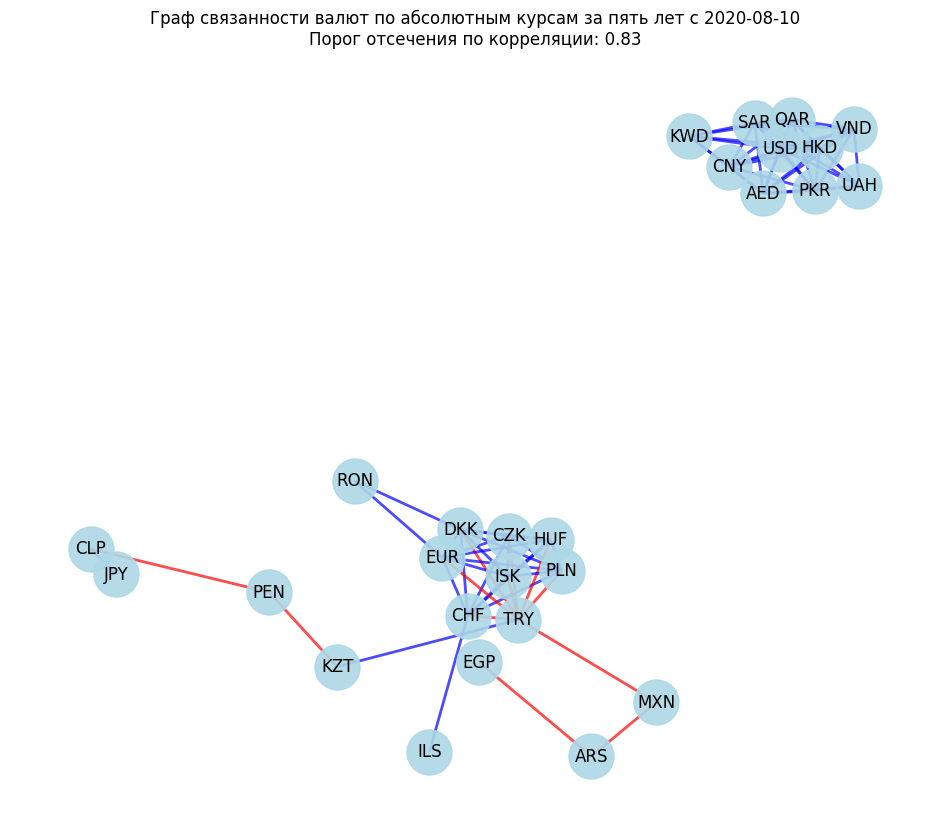 Граф связанности валют по абсолютным курсам за пять лет с 2020-08-10
Порог отсечения по корреляции: 0.83
SAR
QAR
VND
KWD
USD
HKD
CNY
AED
PKR
UAH
RON
DKK
CZK
HUF
CLP
EUR
JPY
ISK
PLN
PEN
CHF
TRY
KZT
EGP
MXN
ILS
ARS